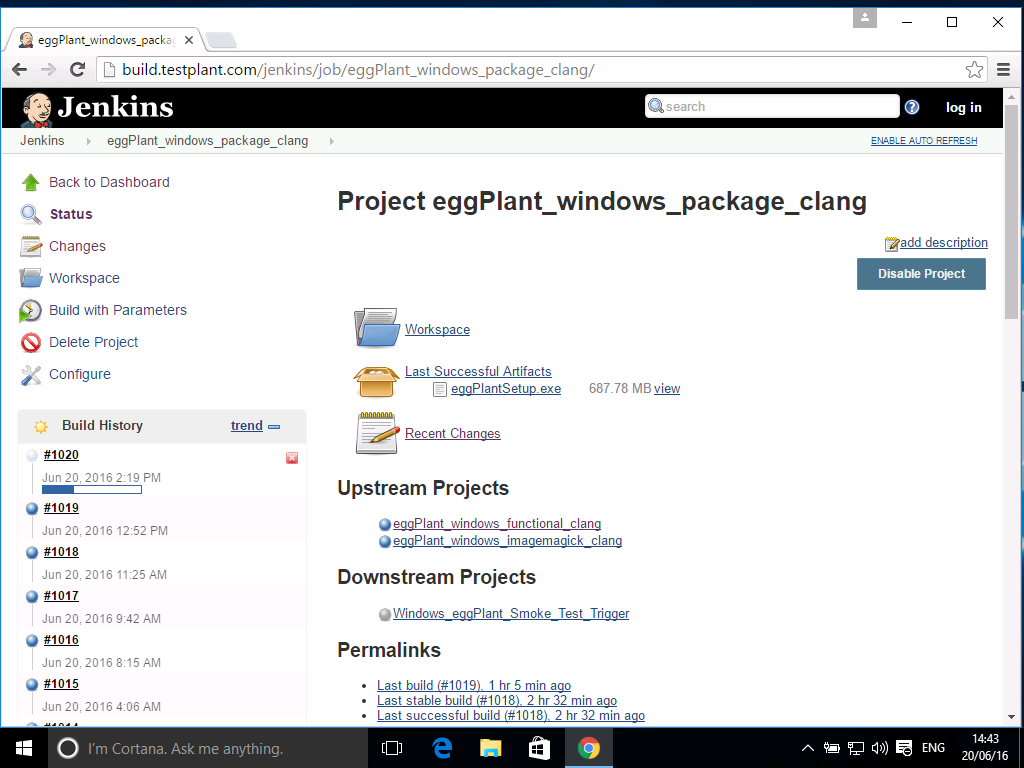 eggPlant_windows_packa
build.testplant.com/jenkins/job/eggPlant_windows_package_clang/
Jenkins
search
log in
Jenkins
eggPlant_windows_package_clang
ENABLE AUTO REFRESH
Back to Dashboard
Status
Changes
Workspace
Build with Parameters
Delete Project
Configure
Build History
trend
#1020
Jun 20, 2016 2:19 PM
#1019
Jun 20, 2016 12:52 PM
#1018
Jun 20, 2016 11:25 AM
#1017
Jun 20, 2016 9:42 AM
#1016
Jun 20, 2016 8:15 AM
#1015
Jun 20, 2016 4:06 AM
#1014
Project eggPlant_windows_package_clang
add description
Disable Project
Workspace
Last Successful Artifacts
eggPlantSetup.exe 687.78 MB view
Recent Changes
Upstream Projects
eggPlant_windows_functional_clang
eggPlant_windows_imagemagick_clang
Downstream Projects
Windows_eggPlant_Smoke_Test_Trigger
Permalinks
Last build (#1019), 1 hr 5 min ago
Last stable build (#1018), 2 hr 32 min ago
Last successful build (#1018), 2 hr 32 min ago
I'm Cortana. Ask me anything.
ENG
14:43
20/06/16